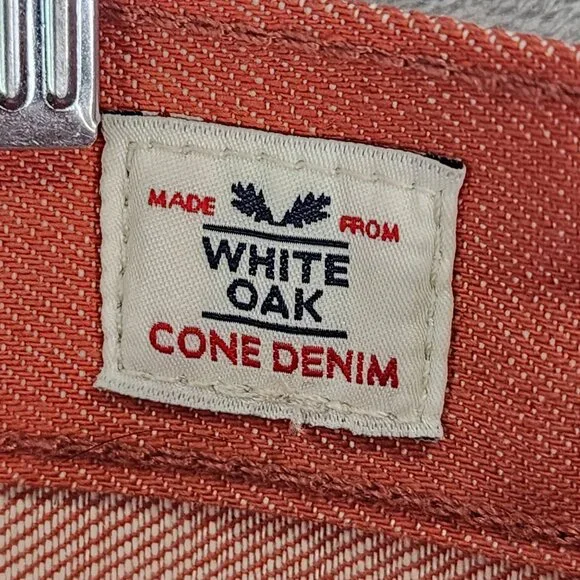 MADE FROM
WHITE
OAK
CONE DENIM